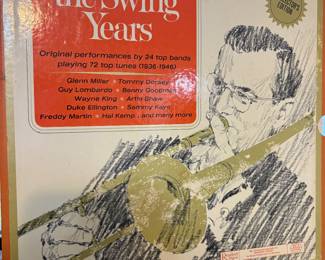 the Swing
Years
Original performances by 24 top bands
playing 72 top tunes (1936-1946)
Glenn Miller • Tommy Dorsey
Guy Lombardo • Benny Goodman
Wayne King • Artie Shaw
Duke Ellington • Sammy Kaye
Freddy Martin • Hal Kemp...and many more
EDITION